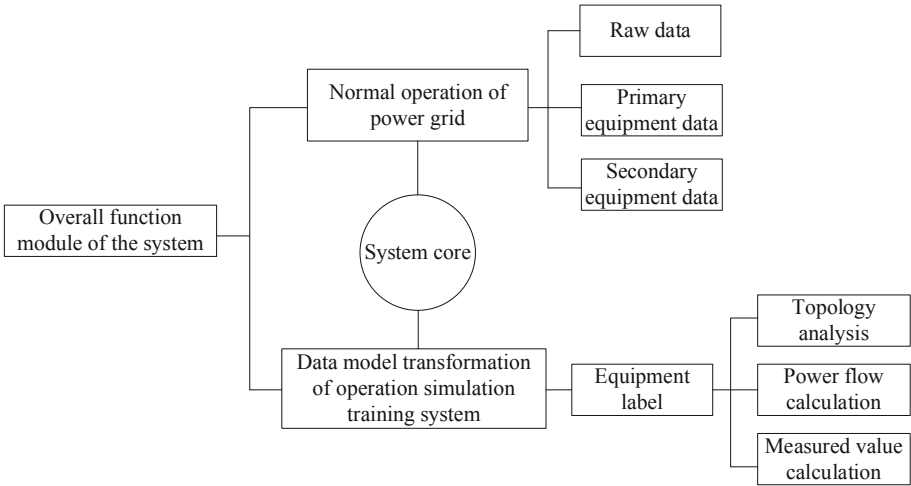 Raw data
Normal operation of
power grid
Primary
equipment data
Secondary
equipment data
Overall function
module of the system
System core
Data model transformation
of operation simulation
training system
Equipment
label
Topology
analysis
Power flow
calculation
Measured value
calculation